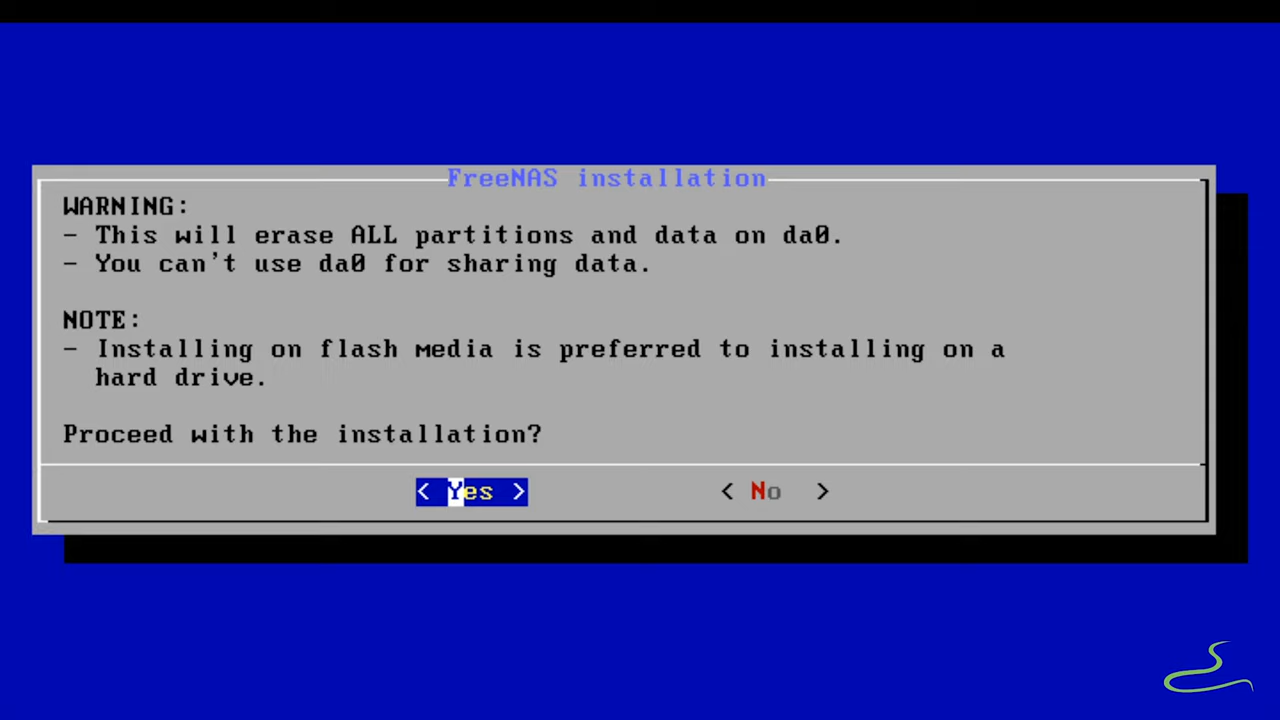 FreeNAS installation
WARNING:
- This will erase ALL partitions and data on da0.
- You can't use da0 for sharing data.
NOTE:
- Installing on flash media is preferred to installing on a
hard drive.
Proceed with the installation?
< Yes > < No >